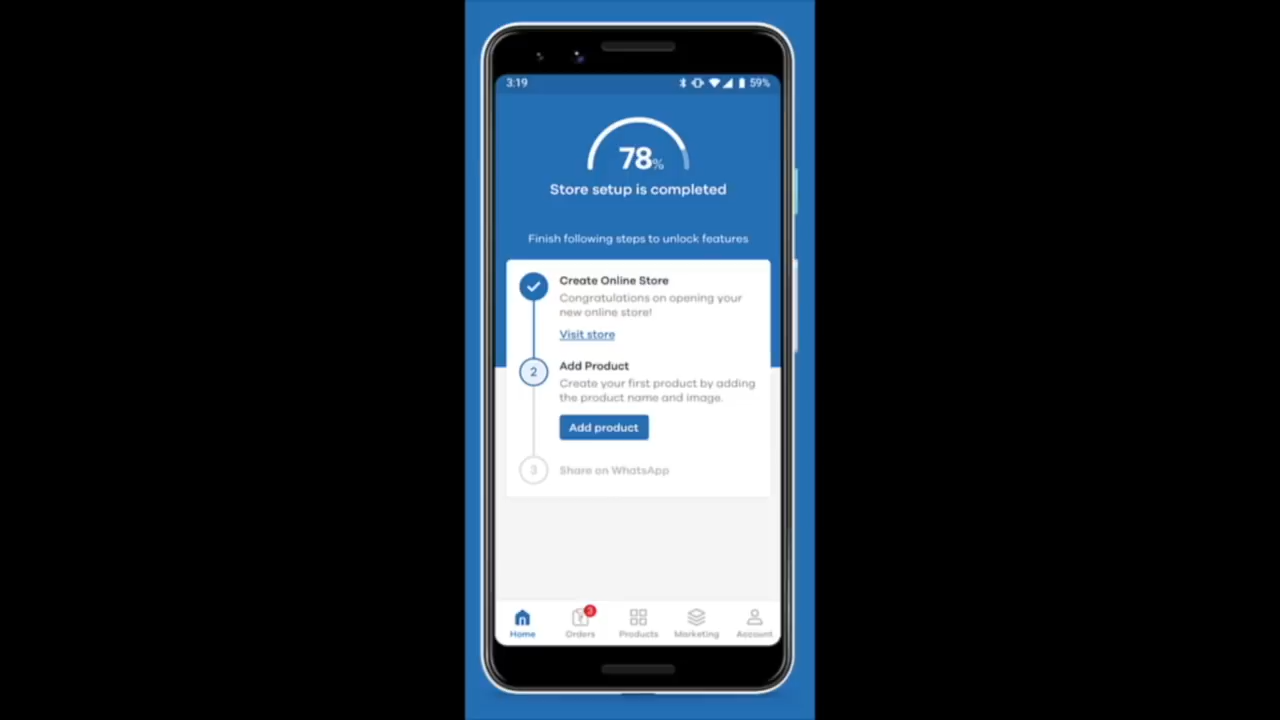 3:19
59%
78%
Store setup is completed
Finish following steps to unlock features
Create Online Store
Congratulations on opening your
new online store!
Visit store
2
Add Product
Create your first product by adding
the product name and image.
Add product
3
Share on WhatsApp
3
Home
Orders
Products
Marketing
Account